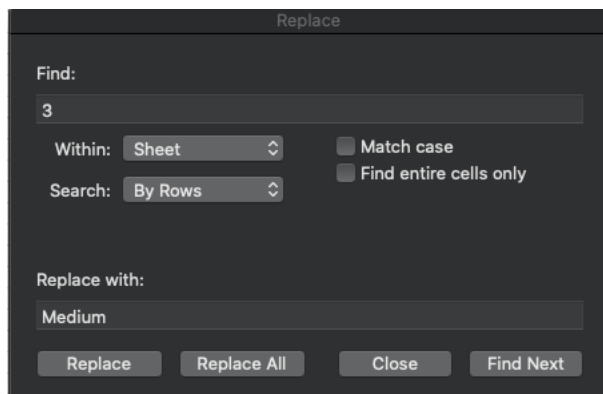 Replace
Find:
3
Within: Sheet
Match case
Find entire cells only
Search: By Rows
Replace with:
Medium
Replace Replace All Close Find Next